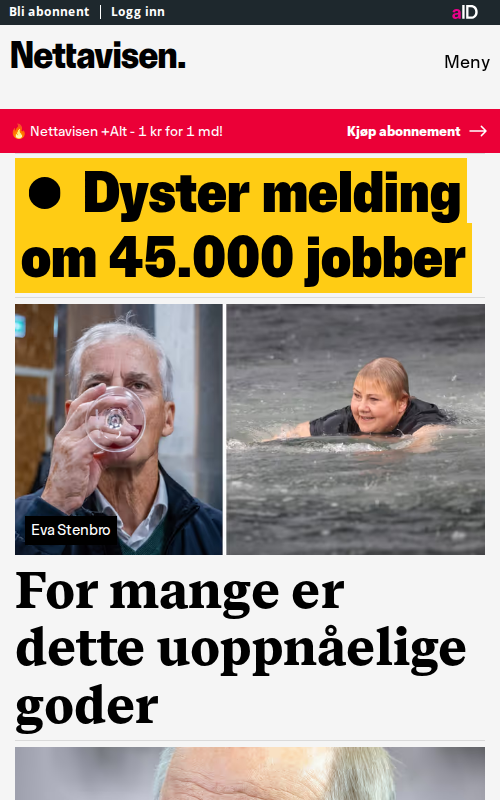 Bli abonnent | Logg inn
aID
Nettavisen.
Meny
🔥 Nettavisen +Alt - 1 kr for 1 md!
Kjøp abonnement →
● Dyster melding
om 45.000 jobber
Eva Stenbro
For mange er
dette uoppnåelige
goder